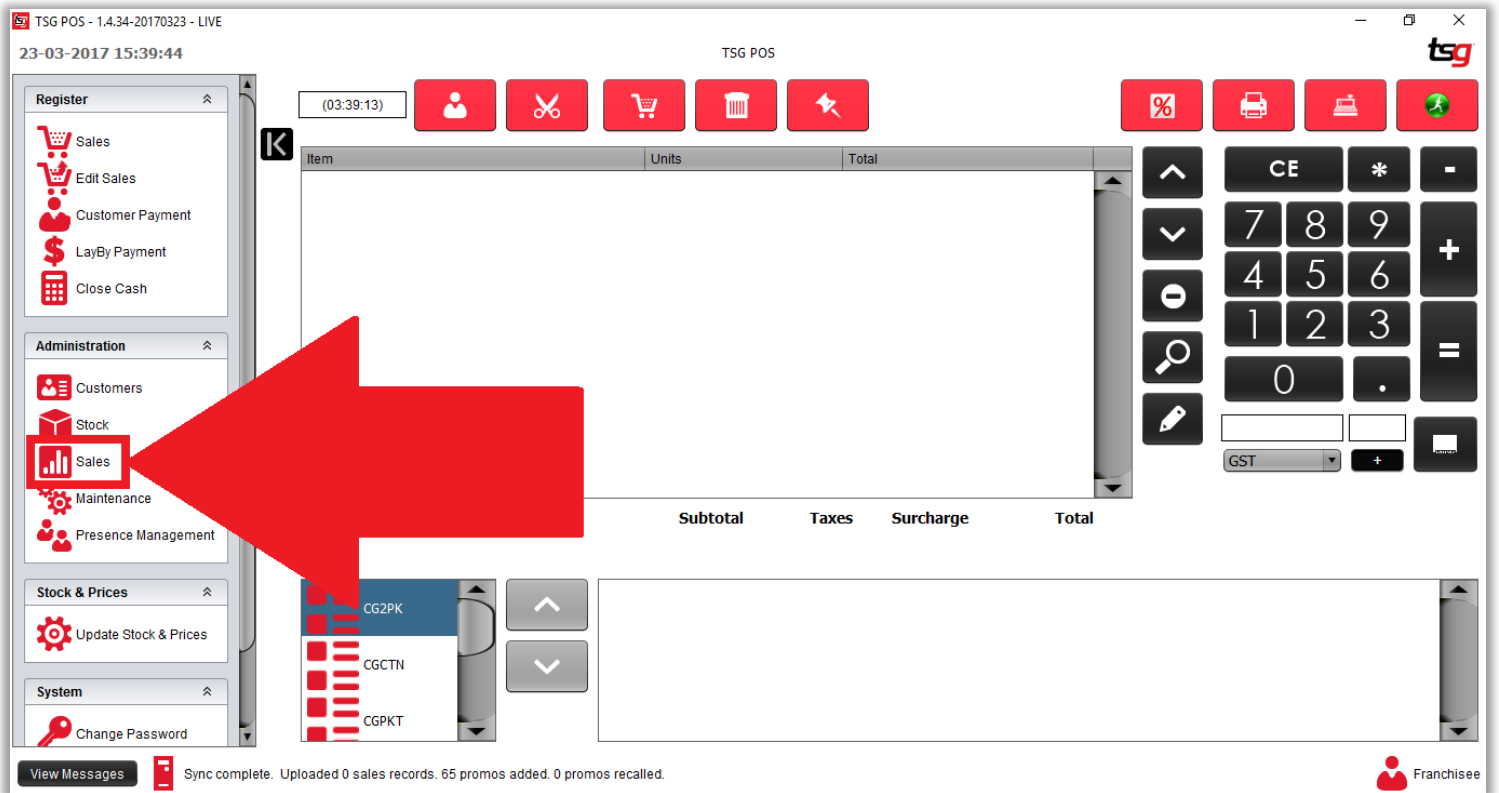 TSG POS - 1.4.34-20170323 - LIVE
23-03-2017 15:39:44
TSG POS
tsg
Register
Sales
Edit Sales
Customer Payment
LayBy Payment
Close Cash
Administration
Customers
Stock
Sales
Maintenance
Presence Management
Stock & Prices
Update Stock & Prices
System
Change Password
(03:39:13)
%
Item Units Total
CE * -
7 8 9 +
4 5 6
1 2 3 =
0 .
GST +
Subtotal Taxes Surcharge Total
CG2PK
CGCTN
CGPKT
View Messages
Sync complete. Uploaded 0 sales records. 65 promos added. 0 promos recalled.
Franchisee